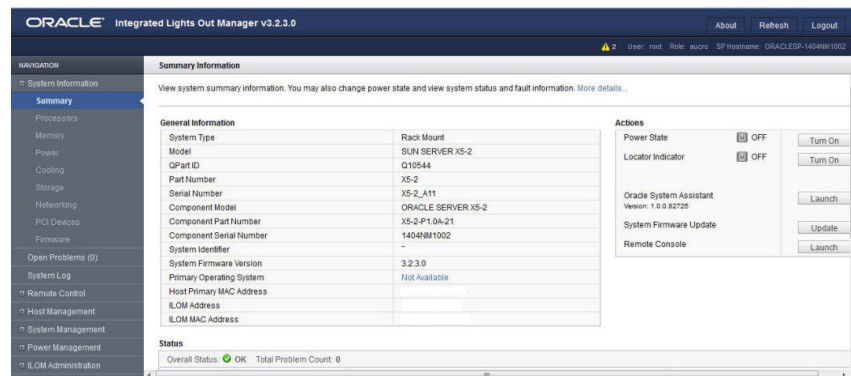 ORACLE® Integrated Lights Out Manager v3.2.3.0
About Refresh Logout
2 User: root Role: aucro SP Hostname: ORACLESP-1404NM1002
NAVIGATION
System Information
Summary
Processors
Memory
Power
Cooling
Storage
Networking
PCI Devices
Firmware
Open Problems (0)
System Log
Remote Control
Host Management
System Management
Power Management
ILOM Administration
Summary Information
View system summary information. You may also change power state and view system status and fault information. More details...
General Information
System Type Rack Mount
Model SUN SERVER X5-2
QPart ID Q10544
Part Number X5-2
Serial Number X5-2_A11
Component Model ORACLE SERVER X5-2
Component Part Number X5-2-P1.0A-21
Component Serial Number 1404NM1002
System Identifier -
System Firmware Version 3.2.3.0
Primary Operating System Not Available
Host Primary MAC Address
ILOM Address
ILOM MAC Address
Actions
Power State OFF Turn On
Locator Indicator OFF Turn On
Oracle System Assistant Launch
Version: 1.0.0.82725
System Firmware Update Update
Remote Console Launch
Status
Overall Status: OK Total Problem Count: 0